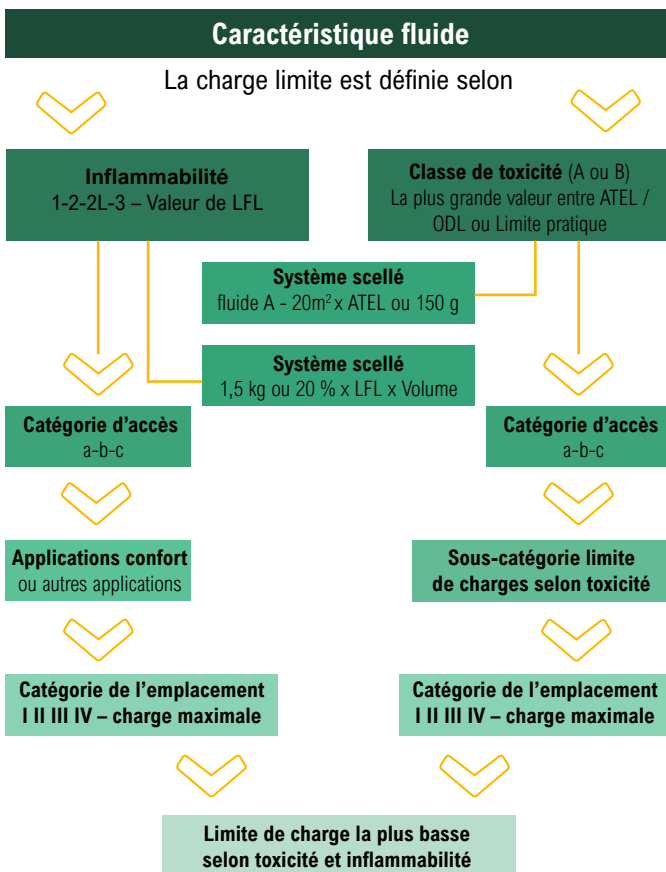 Caractéristique fluide
La charge limite est définie selon
Inflammabilité
1-2-2L-3 – Valeur de LFL
Classe de toxicité (A ou B)
La plus grande valeur entre ATEL /
ODL ou Limite pratique
Système scellé
fluide A - 20m² x ATEL ou 150 g
Système scellé
1,5 kg ou 20 % x LFL x Volume
Catégorie d'accès
a-b-c
Catégorie d'accès
a-b-c
Applications confort
ou autres applications
Sous-catégorie limite
de charges selon toxicité
Catégorie de l'emplacement
I II III IV – charge maximale
Catégorie de l'emplacement
I II III IV – charge maximale
Limite de charge la plus basse
selon toxicité et inflammabilité